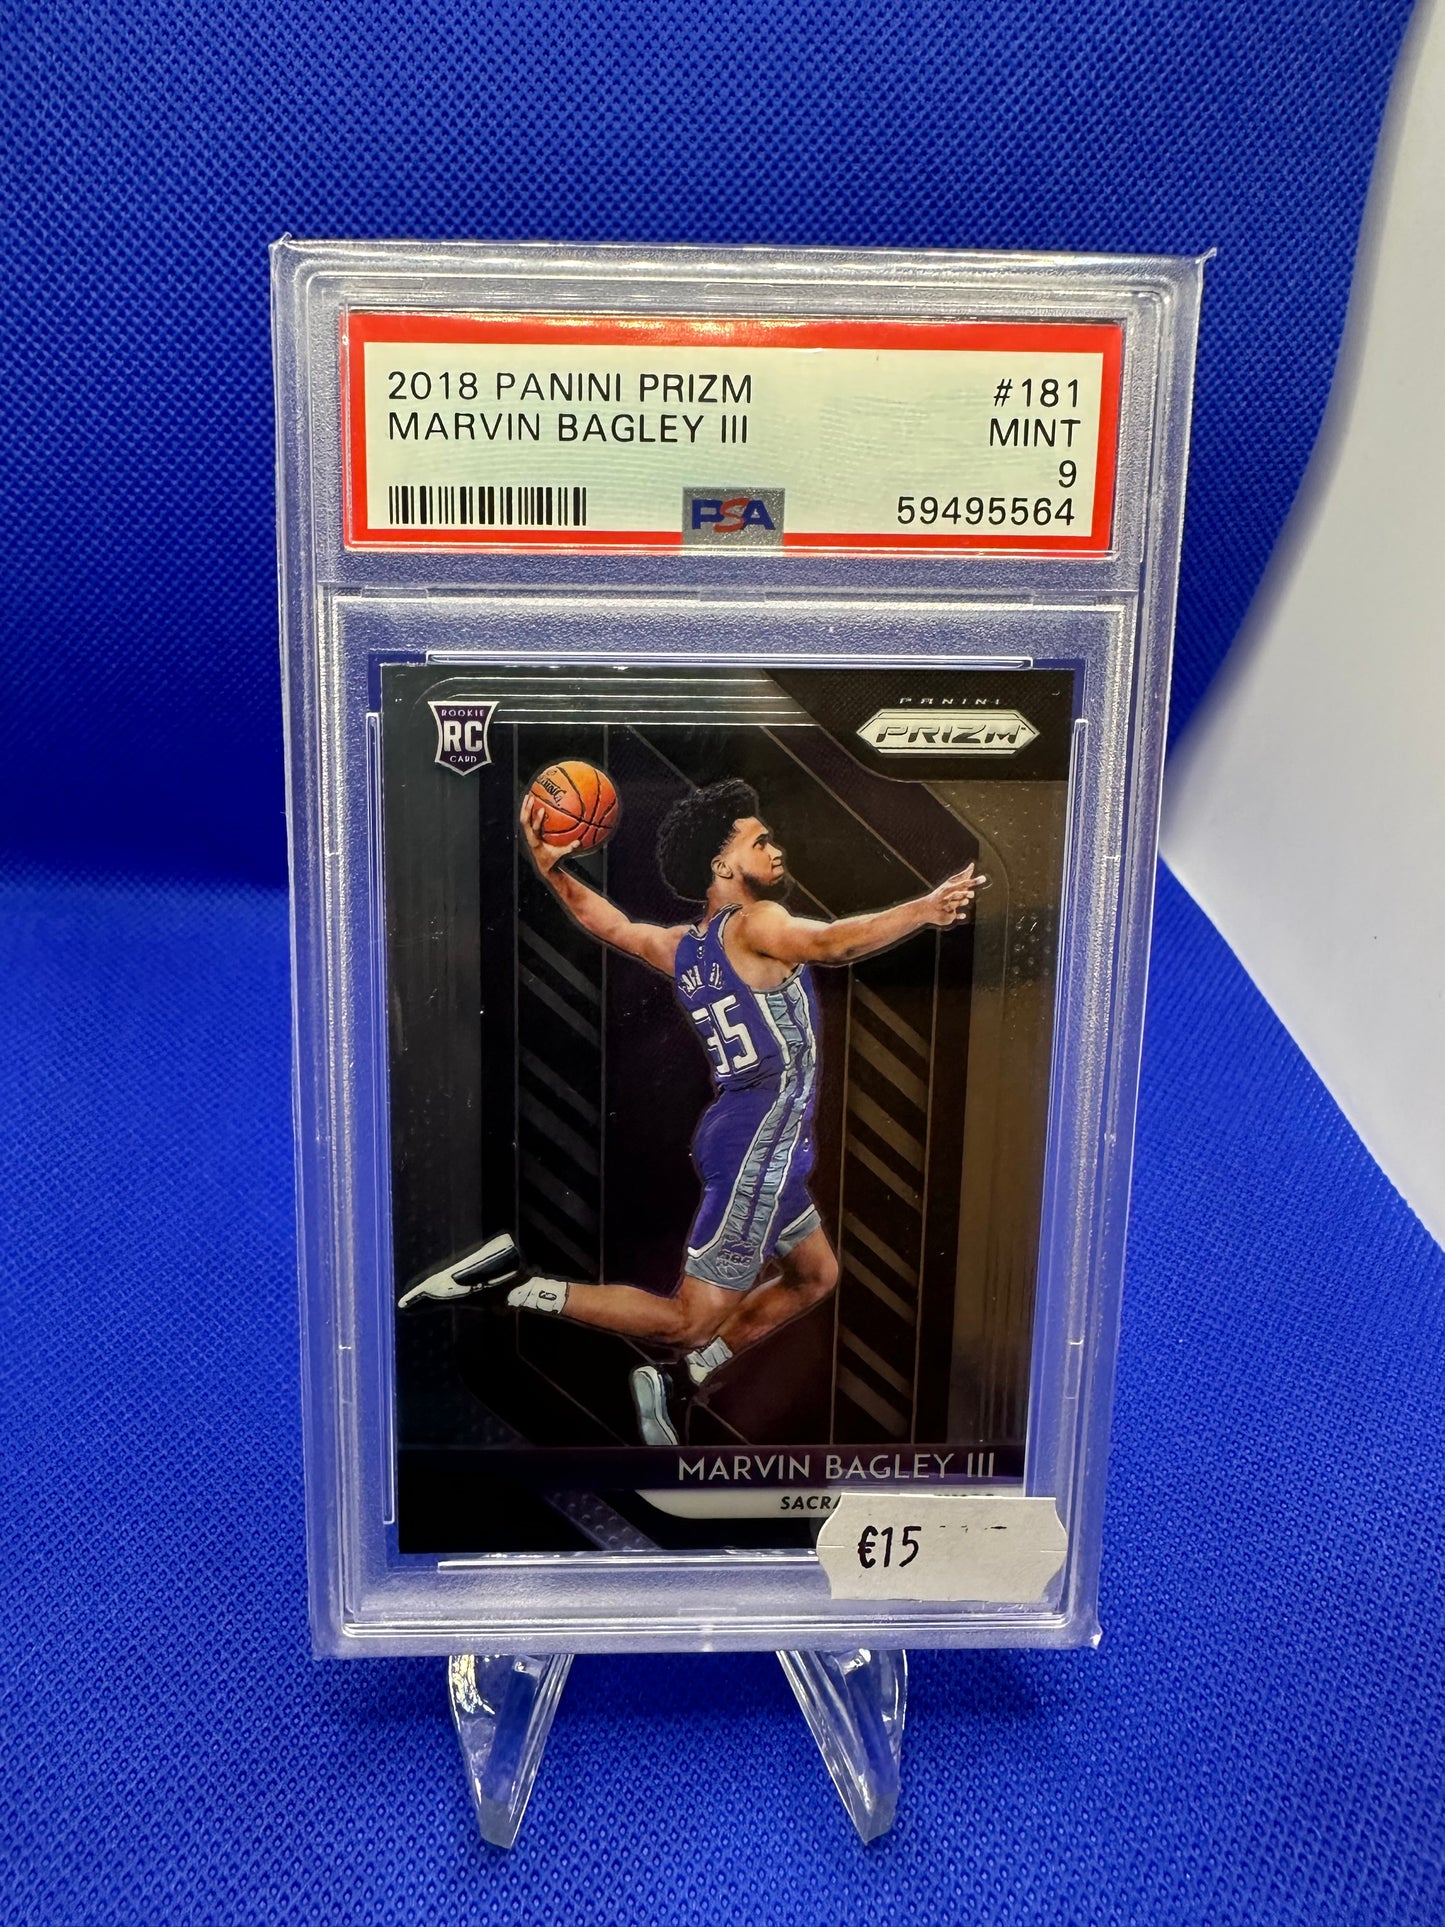 2018 PANINI PRIZM #181
MARVIN BAGLEY III MINT
9
PSA 59495564
ROOKIE
RC
CARD
PANINI
PRIZM
35
MARVIN BAGLEY III
€15